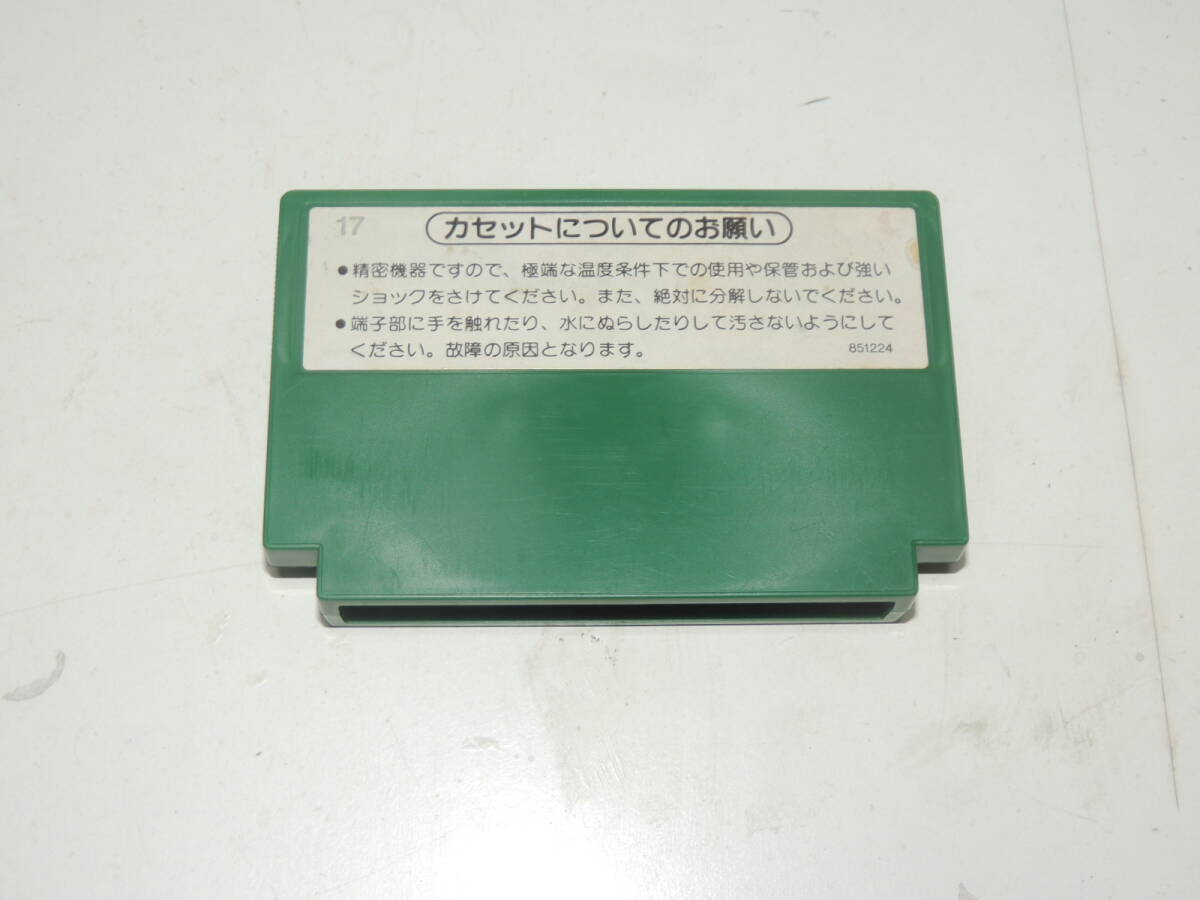 17
カセットについてのお願い
●精密機器ですので、極端な温度条件下での使用や保管および強い
ショックをさけてください。また、絶対に分解しないでください。
●端子部に手を触れたり、水にぬらしたりして汚さないようにして
ください。故障の原因となります。 851224